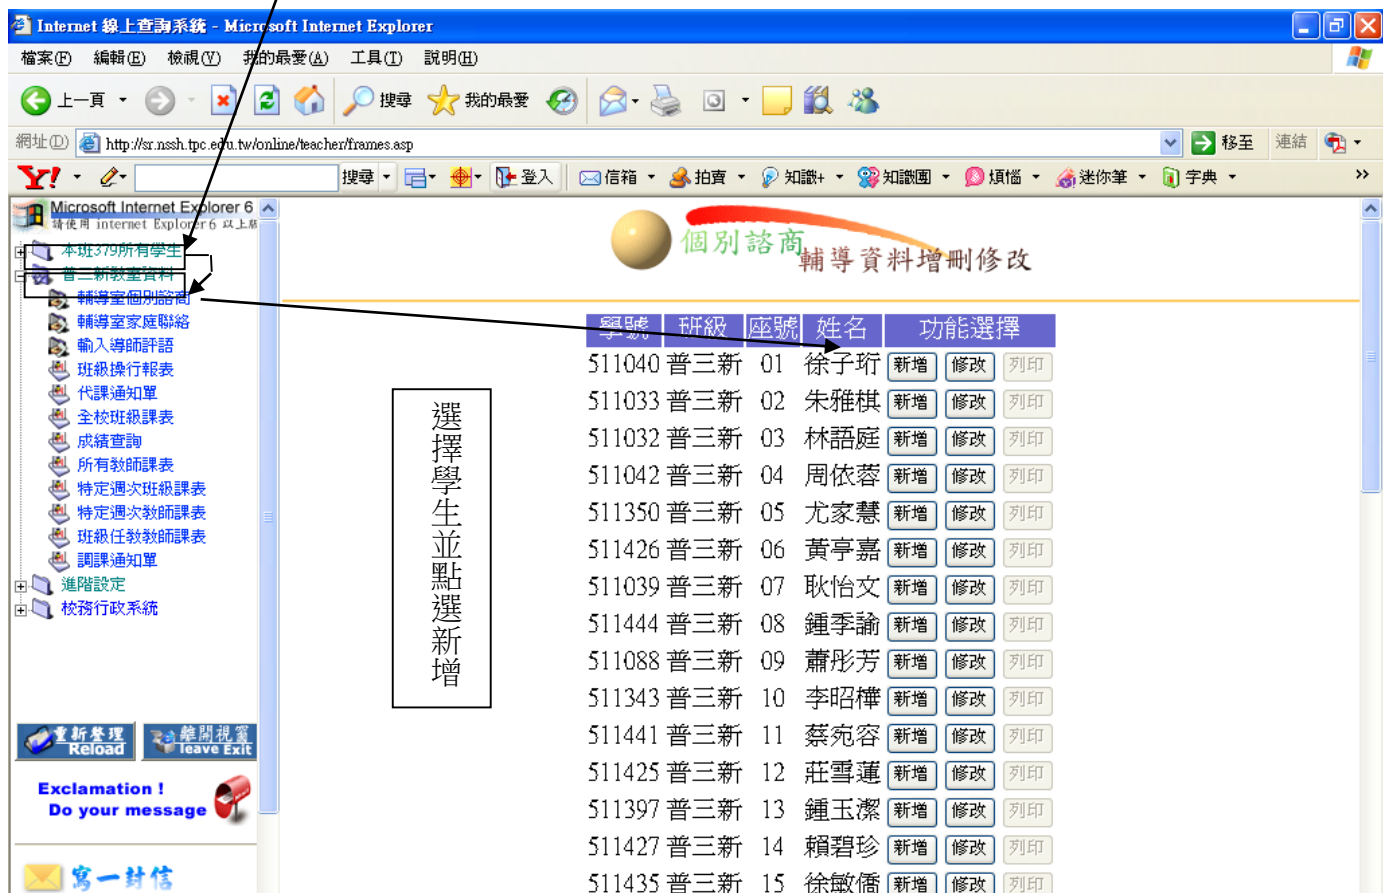 Internet 線上查詢系統 - Microsoft Internet Explorer
檔案(F) 編輯(E) 檢視(V) 我的最愛(A) 工具(T) 說明(H)
上一頁 搜尋 我的最愛
網址(D) http://sr.nssh.tpc.edu.tw/online/teacher/frames.asp 移至 連結
Y! 搜尋 登入 信箱 拍賣 知識+ 知識圈 煩惱 迷你筆 字典 »
Microsoft Internet Explorer 6
請使用 internet Explorer 6 以上版
本班379所有學生
普三新教室資料
輔導室個別諮商
輔導室家庭聯絡
輸入導師評語
班級操行報表
代課通知單
全校班級課表
成績查詢
所有教師課表
特定週次班級課表
特定週次教師課表
班級任教教師課表
調課通知單
進階設定
校務行政系統
重新整理
Reload
離開視窗
leave Exit
Exclamation !
Do your message
寫一封信
個別諮商
輔導資料增刪修改
選擇學生並點選新增
學號 班級 座號 姓名 功能選擇
511040 普三新 01 徐子珩 新增 修改 列印
511033 普三新 02 朱雅棋 新增 修改 列印
511032 普三新 03 林語庭 新增 修改 列印
511042 普三新 04 周依蓉 新增 修改 列印
511350 普三新 05 尤家慧 新增 修改 列印
511426 普三新 06 黃亭嘉 新增 修改 列印
511039 普三新 07 耿怡文 新增 修改 列印
511444 普三新 08 鍾季諭 新增 修改 列印
511088 普三新 09 蕭彤芳 新增 修改 列印
511343 普三新 10 李昭樺 新增 修改 列印
511441 普三新 11 蔡宛容 新增 修改 列印
511425 普三新 12 莊雪蓮 新增 修改 列印
511397 普三新 13 鍾玉潔 新增 修改 列印
511427 普三新 14 賴碧珍 新增 修改 列印
511435 普三新 15 徐敏僑 新增 修改 列印